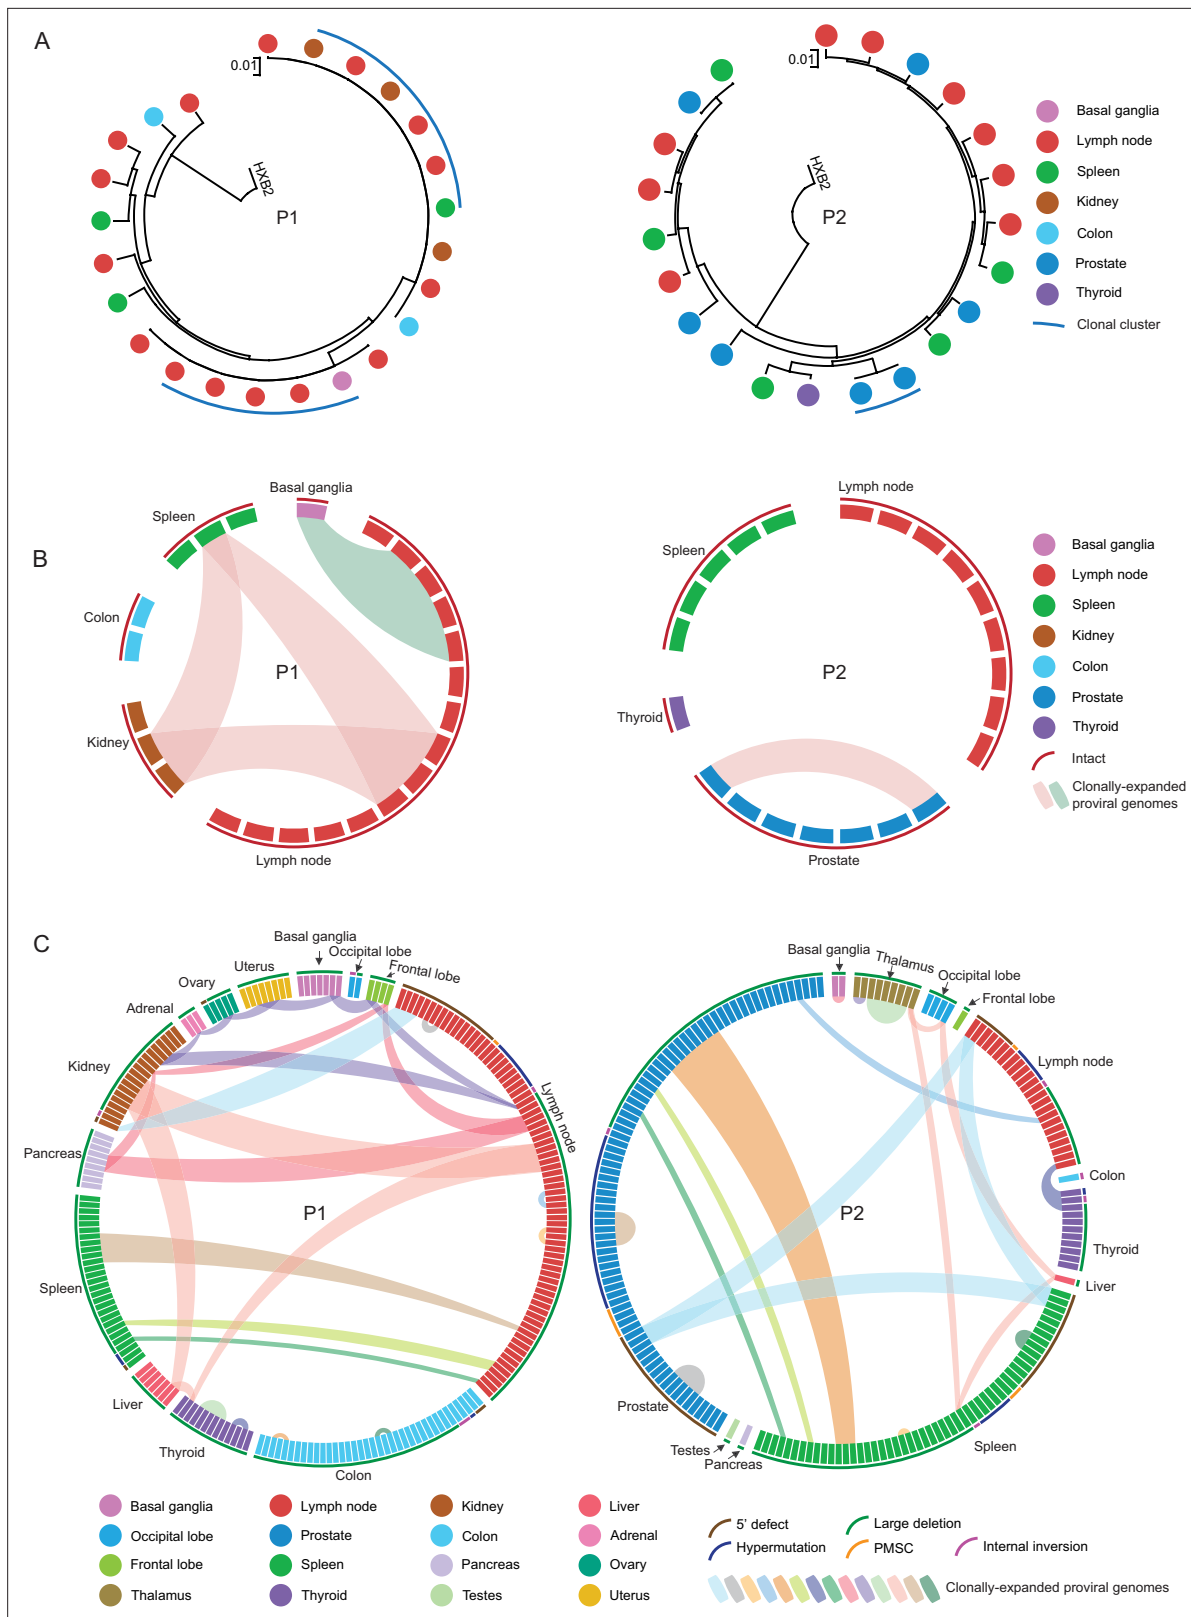 A
0.01
HXB2
P1
0.01
HXB2
P2
Basal ganglia
Lymph node
Spleen
Kidney
Colon
Prostate
Thyroid
Clonal cluster
B
Basal ganglia
Spleen
Colon
Kidney
Lymph node
P1
Lymph node
Spleen
Thyroid
Prostate
P2
Basal ganglia
Lymph node
Spleen
Kidney
Colon
Prostate
Thyroid
Intact
Clonally-expanded
proviral genomes
C
Basal ganglia
Occipital lobe
Frontal lobe
Uterus
Ovary
Adrenal
Kidney
Pancreas
Spleen
Liver
Thyroid
Colon
Lymph node
P1
Basal ganglia
Thalamus
Occipital lobe
Frontal lobe
Lymph node
Colon
Thyroid
Liver
Spleen
Pancreas
Testes
Prostate
P2
Basal ganglia
Lymph node
Kidney
Liver
Occipital lobe
Prostate
Colon
Adrenal
Frontal lobe
Spleen
Pancreas
Ovary
Thalamus
Thyroid
Testes
Uterus
5' defect
Large deletion
Hypermutation
PMSC
Internal inversion
Clonally-expanded proviral genomes